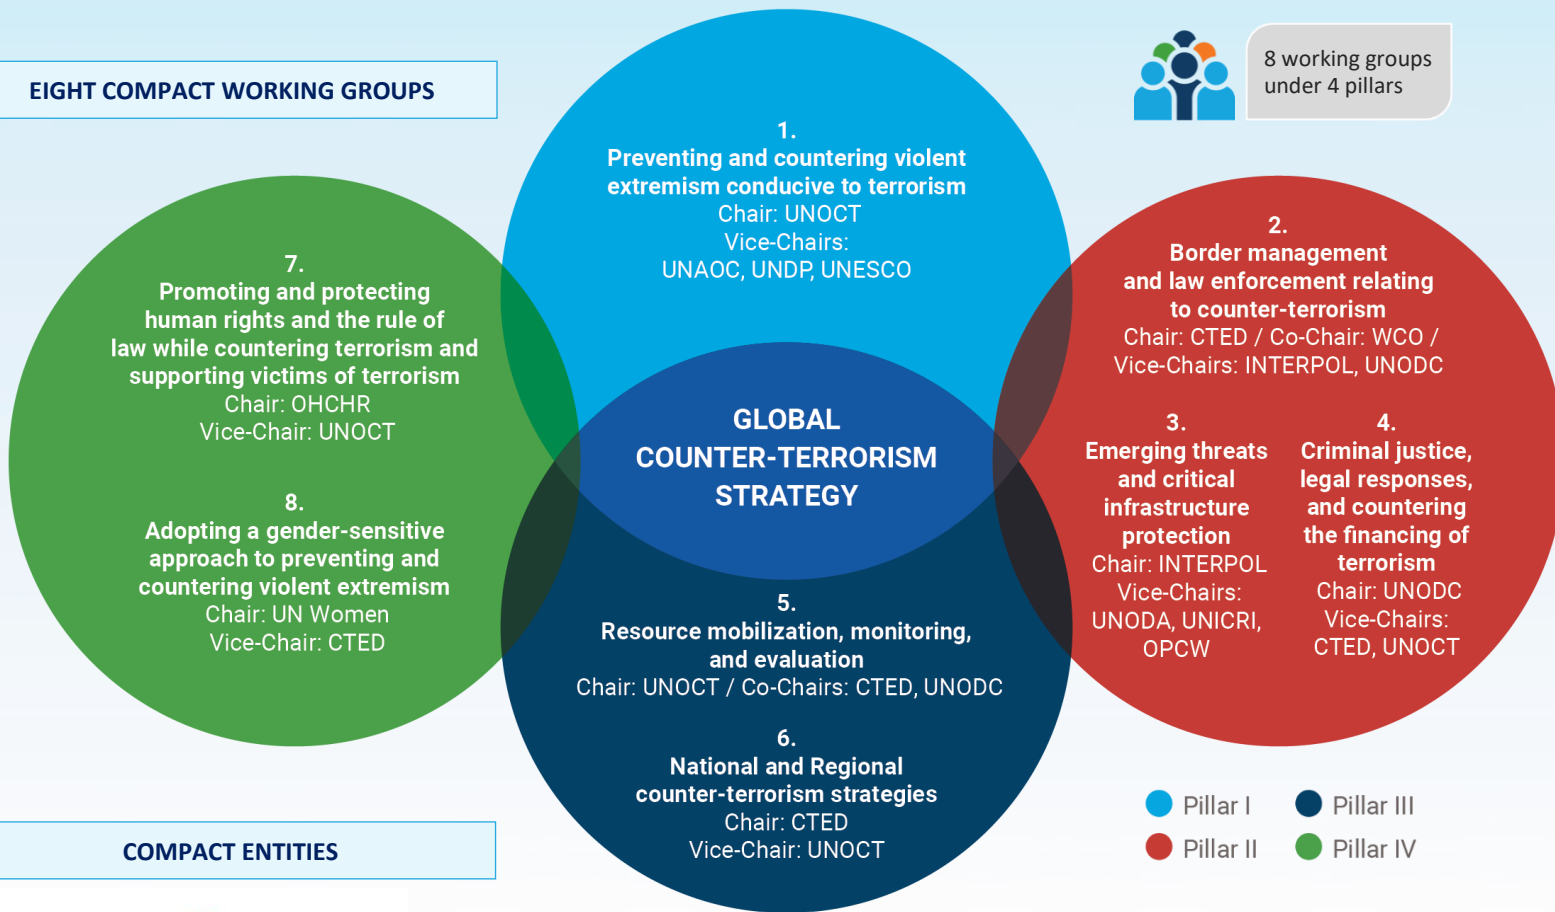 EIGHT COMPACT WORKING GROUPS
8 working groups
under 4 pillars
1.
Preventing and countering violent
extremism conducive to terrorism
Chair: UNOCT
Vice-Chairs:
UNAOC, UNDP, UNESCO
2.
Border management
and law enforcement relating
to counter-terrorism
Chair: CTED / Co-Chair: WCO /
Vice-Chairs: INTERPOL, UNODC
3.
Emerging threats
and critical
infrastructure
protection
Chair: INTERPOL
Vice-Chairs:
UNODA, UNICRI,
OPCW
4.
Criminal justice,
legal responses,
and countering
the financing of
terrorism
Chair: UNODC
Vice-Chairs:
CTED, UNOCT
7.
Promoting and protecting
human rights and the rule of
law while countering terrorism and
supporting victims of terrorism
Chair: OHCHR
Vice-Chair: UNOCT
8.
Adopting a gender-sensitive
approach to preventing and
countering violent extremism
Chair: UN Women
Vice-Chair: CTED
GLOBAL
COUNTER-TERRORISM
STRATEGY
5.
Resource mobilization, monitoring,
and evaluation
Chair: UNOCT / Co-Chairs: CTED, UNODC
6.
National and Regional
counter-terrorism strategies
Chair: CTED
Vice-Chair: UNOCT
Pillar I
Pillar III
Pillar II
Pillar IV
COMPACT ENTITIES